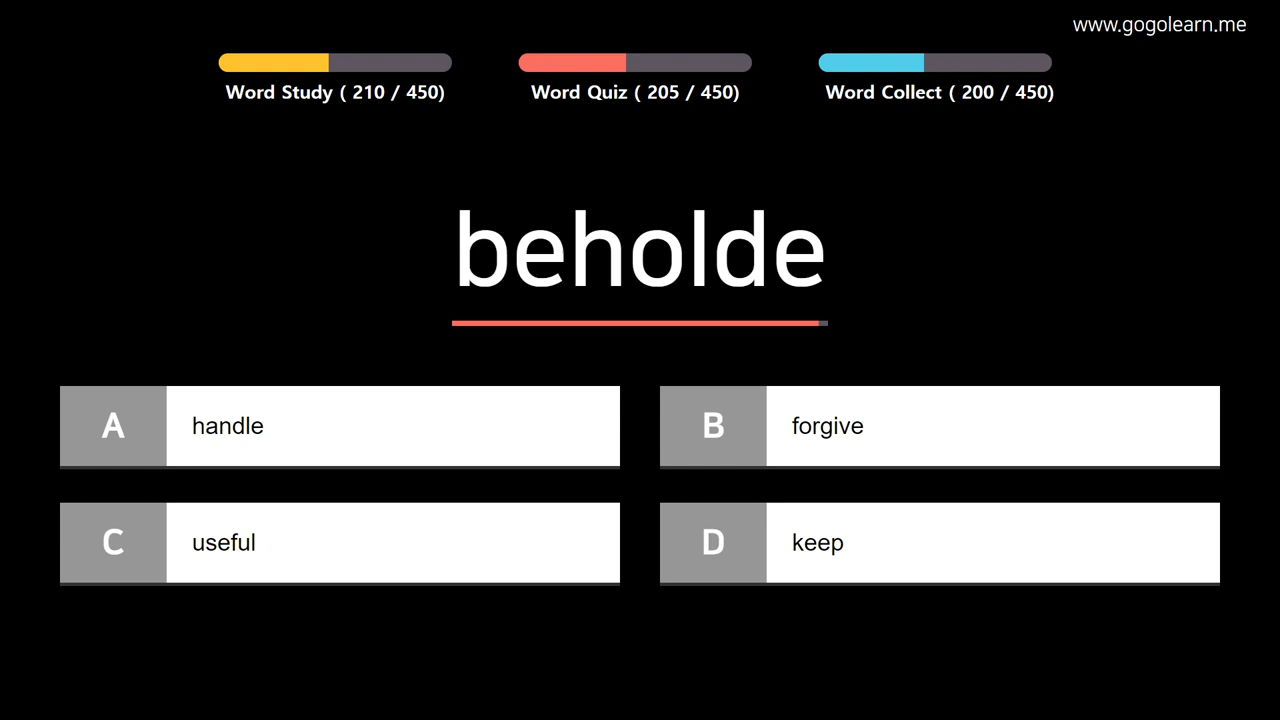 www.gogolearn.me
Word Study ( 210 / 450)
Word Quiz ( 205 / 450)
Word Collect ( 200 / 450)
beholde
A handle
B forgive
C useful
D keep